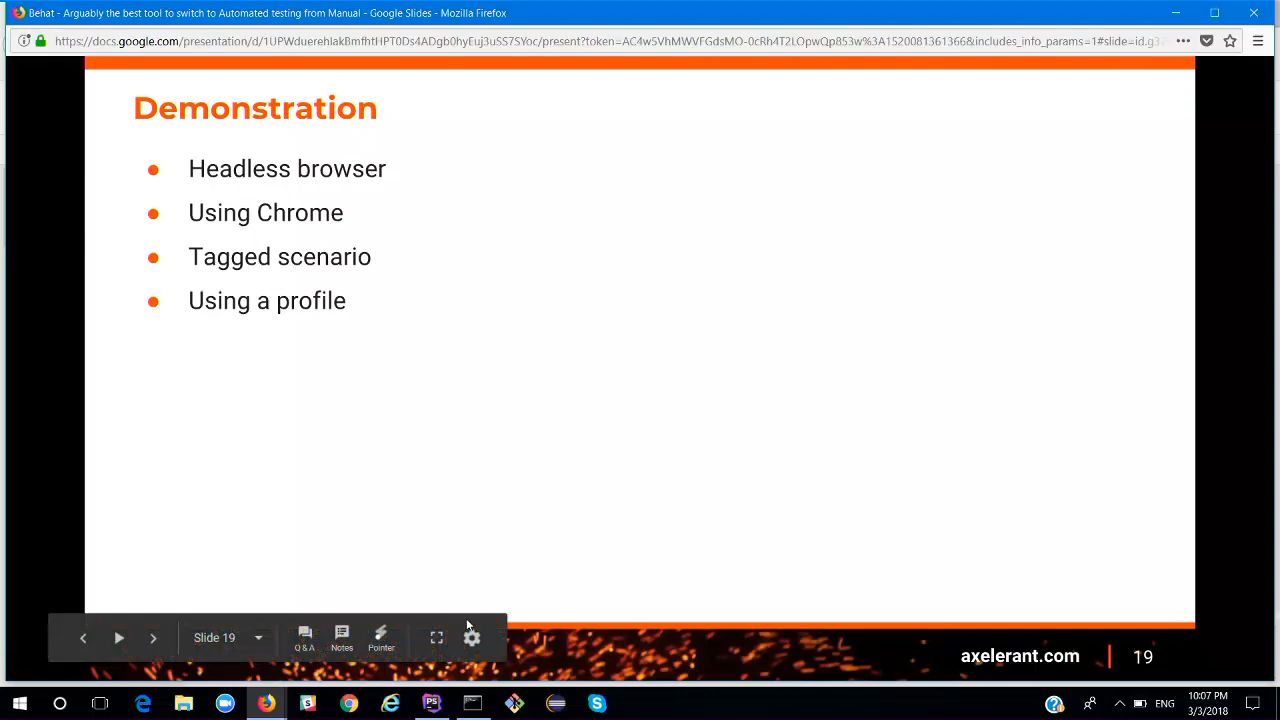 Behat - Arguably the best tool to switch to Automated testing from Manual - Google Slides - Mozilla Firefox
Demonstration
Headless browser
Using Chrome
Tagged scenario
Using a profile
Slide 19
Q & A
Notes
Pointer
axelerant.com
19
PS
ENG
10:07 PM
3/3/2018